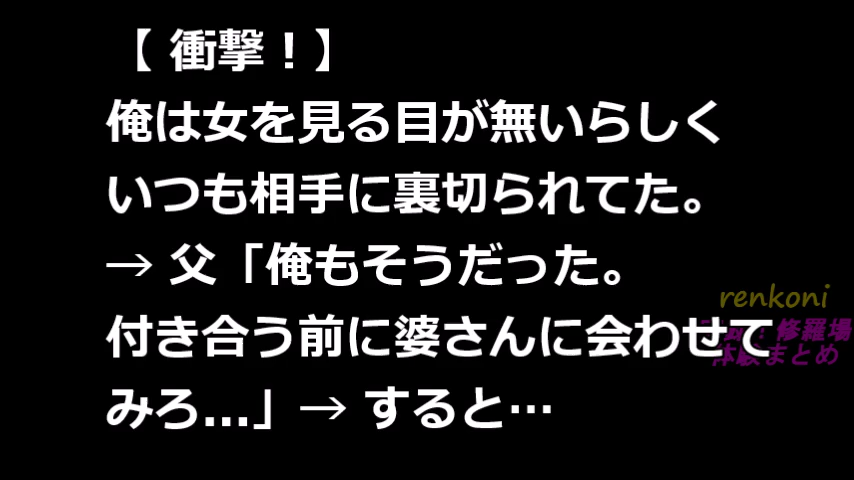 【 衝撃！】
俺は女を見る目が無いらしく
いつも相手に裏切られてた。
→ 父「俺もそうだった。
付き合う前に婆さんに会わせて
みろ…」→ すると…
renkoni
！修羅場
体験まとめ